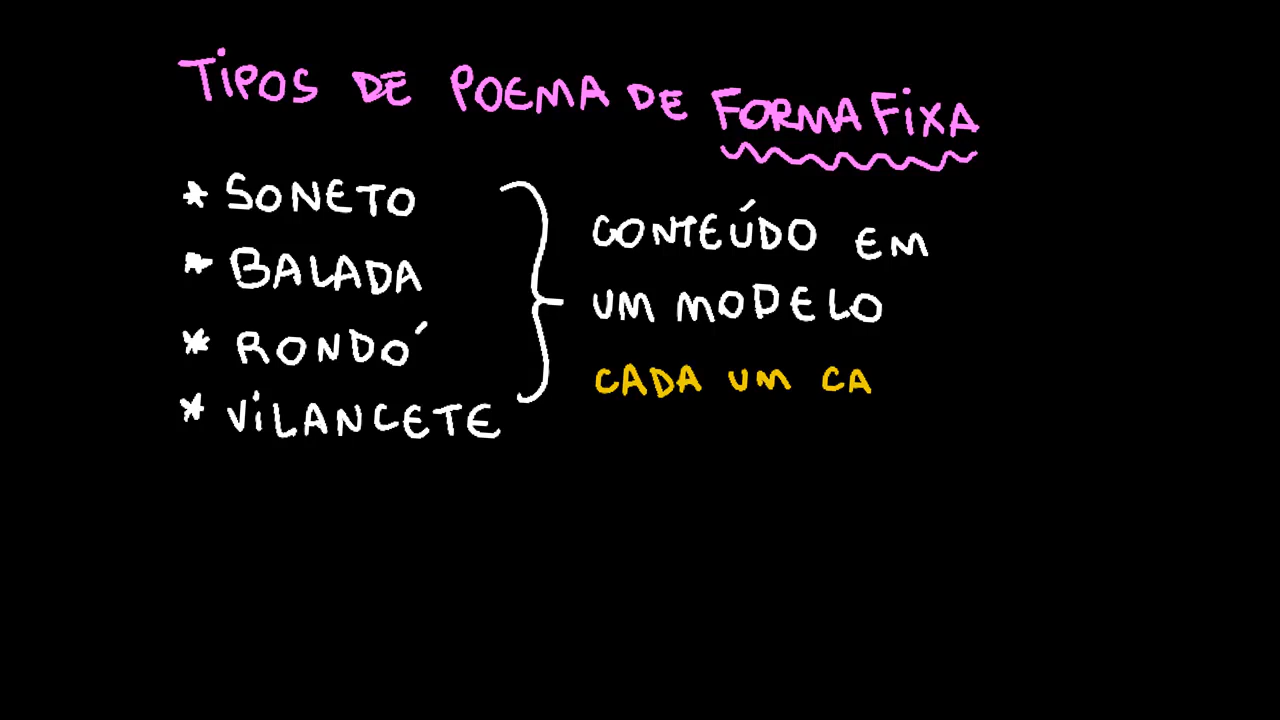 TIPOS DE POEMA DE FORMA FIXA
* SONETO
* BALADA
* RONDÓ
* VILANCETE
CONTEÚDO EM
UM MODELO
CADA UM CA